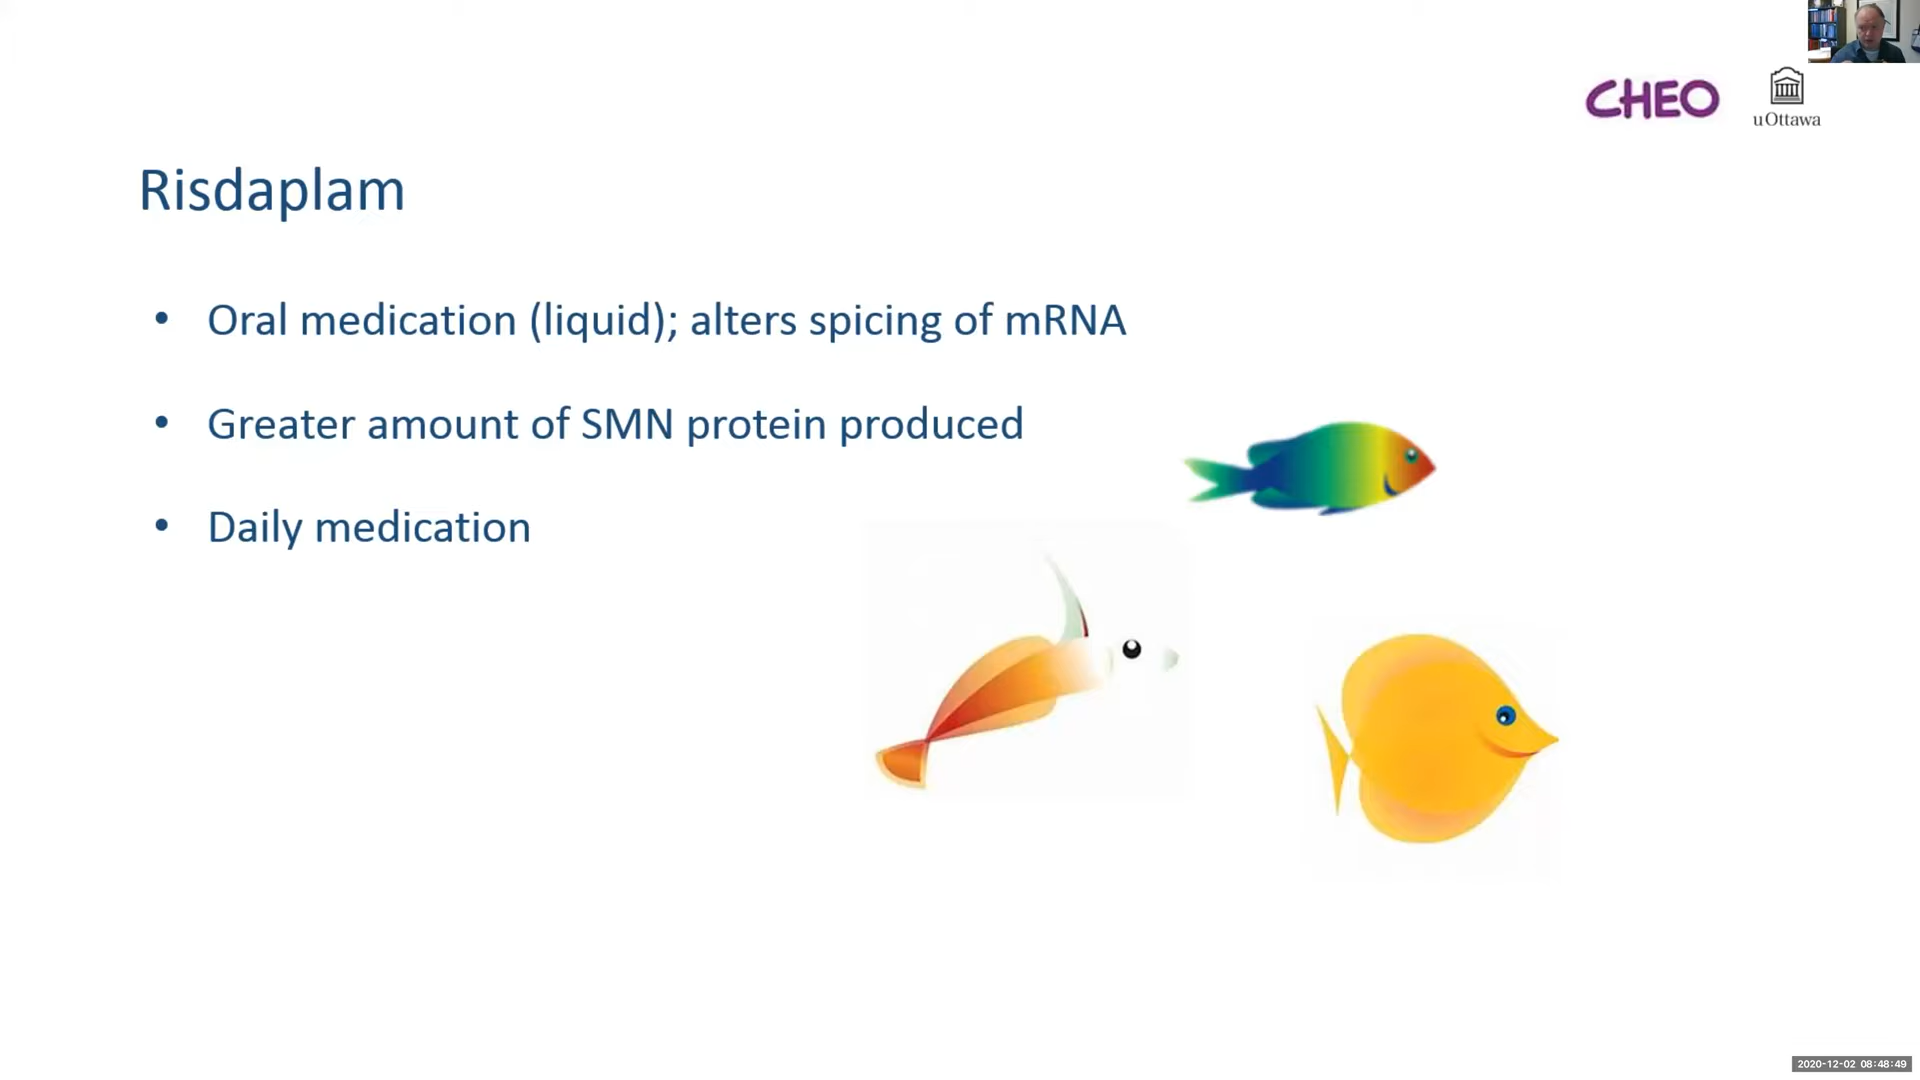 CHEO
uOttawa
Risdaplam
• Oral medication (liquid); alters spicing of mRNA
• Greater amount of SMN protein produced
• Daily medication
2020-12-02 08:48:49